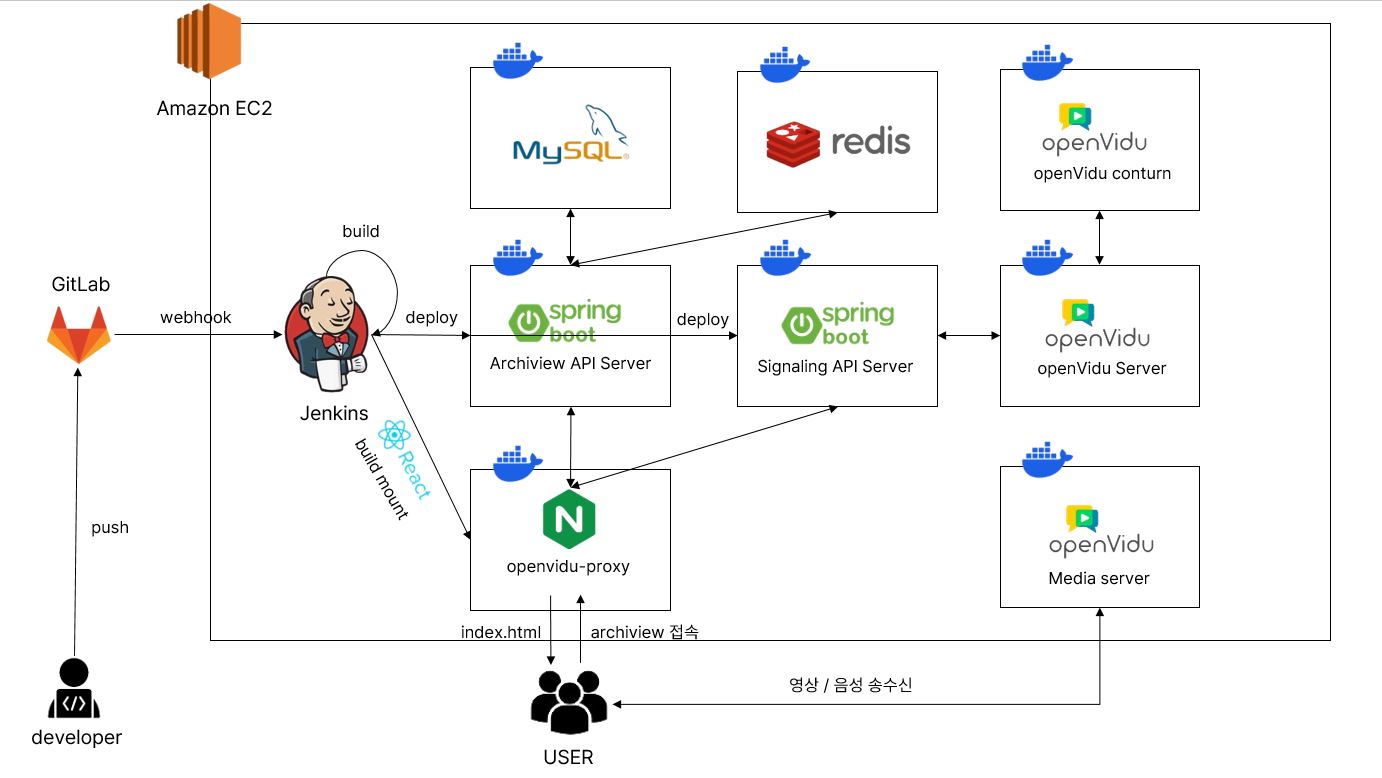 Amazon EC2
MySQL®
redis
openVidu
openVidu conturn
build
GitLab
webhook
deploy
spring
boot
Archiview API Server
deploy
spring
boot
Signaling API Server
openVidu
openVidu Server
Jenkins
React
build mount
push
N
openvidu-proxy
openVidu
Media server
index.html
archiview 접속
영상 / 음성 송수신
</>
developer
USER